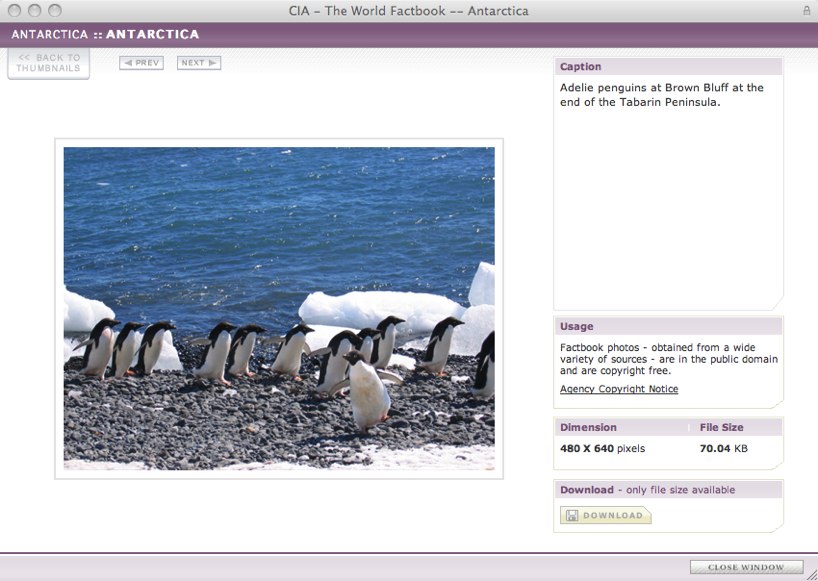 CIA – The World Factbook -- Antarctica
ANTARCTICA :: ANTARCTICA
<< BACK TO
THUMBNAILS
PREV
NEXT
Caption
Adelie penguins at Brown Bluff at the
end of the Tabarin Peninsula.
Usage
Factbook photos - obtained from a wide
variety of sources - are in the public domain
and are copyright free.
Agency Copyright Notice
Dimension File Size
480 X 640 pixels 70.04 KB
Download - only file size available
DOWNLOAD
CLOSE WINDOW